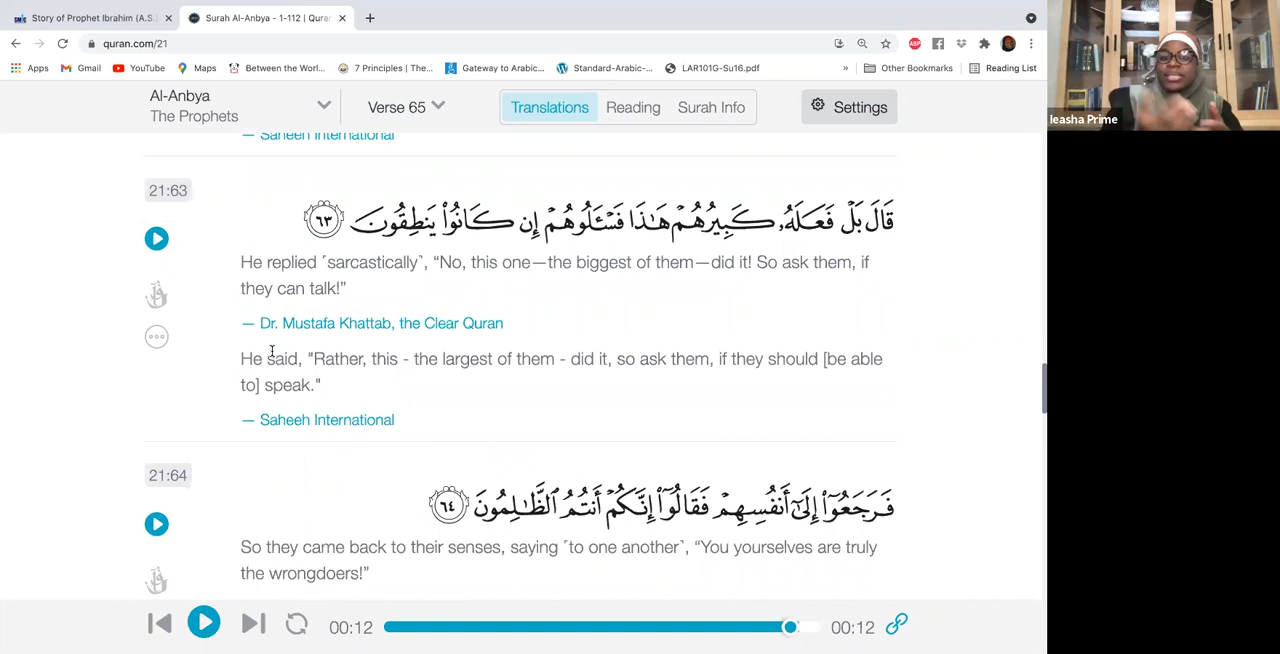 Story of Prophet Ibrahim (A.S.
Surah Al-Anbya - 1-112 | Qura
quran.com/21
Apps Gmail YouTube Maps Between the Worl... 7 Principles | The... Gateway to Arabic... Standard-Arabic-... LAR101G-Su16.pdf » Other Bookmarks Reading List
Al-Anbya
The Prophets
Verse 65
Translations Reading Surah Info
Settings
— Saheeh International
21:63
قَالَ بَلْ فَعَلَهُۥ كَبِيرُهُمْ هَـٰذَا فَسْـَٔلُوهُمْ إِن كَانُوا۟ يَنطِقُونَ ٦٣
He replied ˹sarcastically˺, “No, this one—the biggest of them—did it! So ask them, if
they can talk!”
— Dr. Mustafa Khattab, the Clear Quran
He said, "Rather, this - the largest of them - did it, so ask them, if they should [be able
to] speak."
— Saheeh International
21:64
فَرَجَعُوٓا۟ إِلَىٰٓ أَنفُسِهِمْ فَقَالُوٓا۟ إِنَّكُمْ أَنتُمُ ٱلظَّـٰلِمُونَ ٦٤
So they came back to their senses, saying ˹to one another˺, “You yourselves are truly
the wrongdoers!”
00:12 00:12
Ieasha Prime